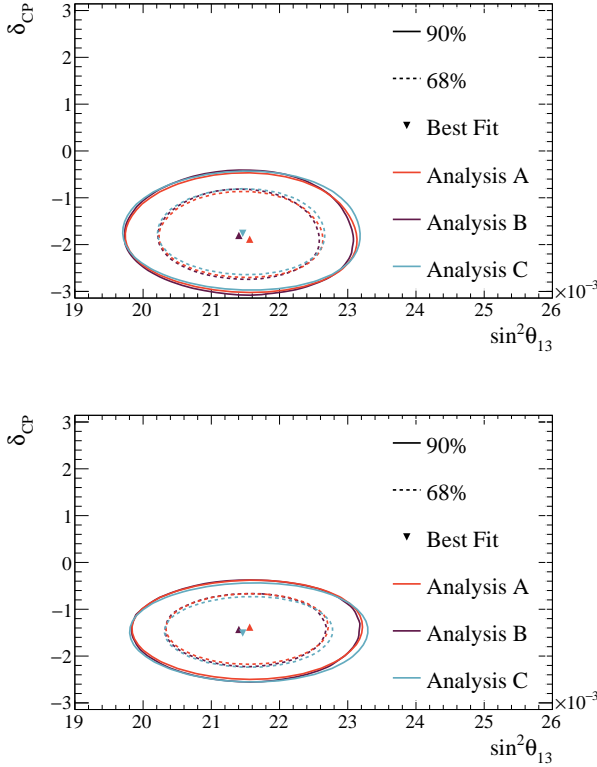 δCP
3
2
1
0
−1
−2
−3
90%
68%
Best Fit
Analysis A
Analysis B
Analysis C
19 20 21 22 23 24 25 26
×10−3
sin2θ13
δCP
3
2
1
0
−1
−2
−3
90%
68%
Best Fit
Analysis A
Analysis B
Analysis C
19 20 21 22 23 24 25 26
×10−3
sin2θ13